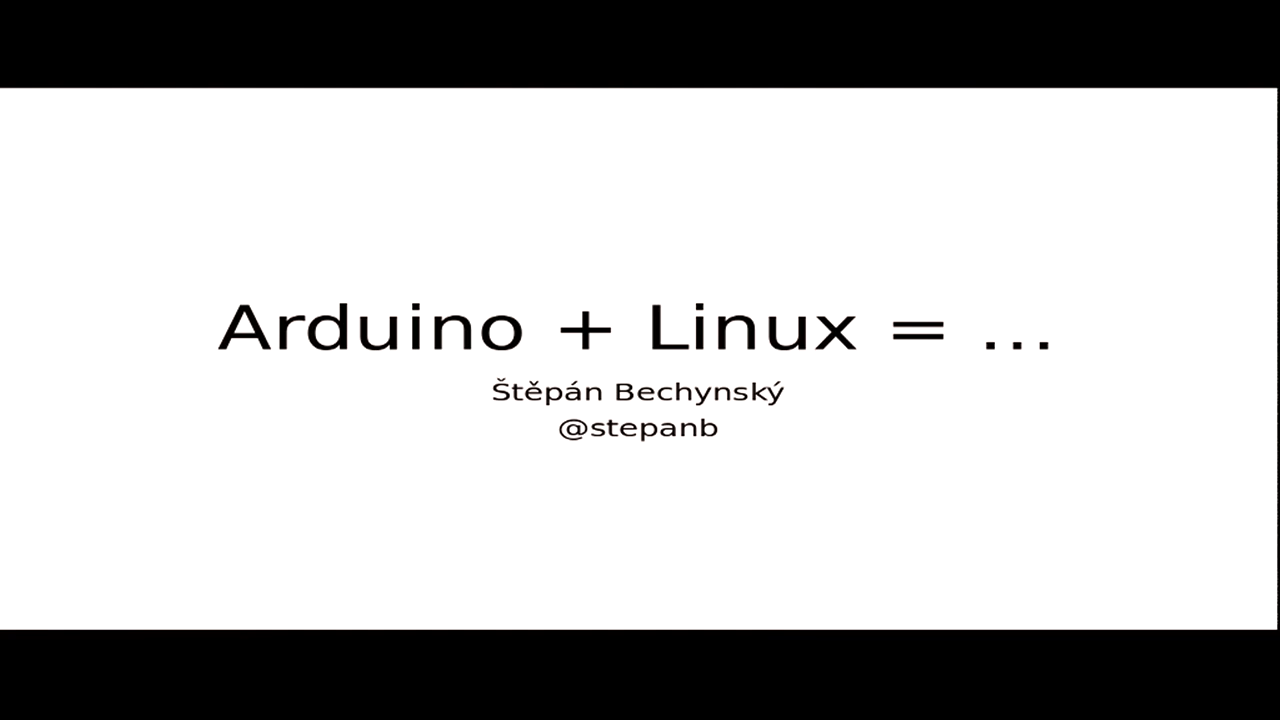 Arduino + Linux = ...
Štěpán Bechynský
@stepanb